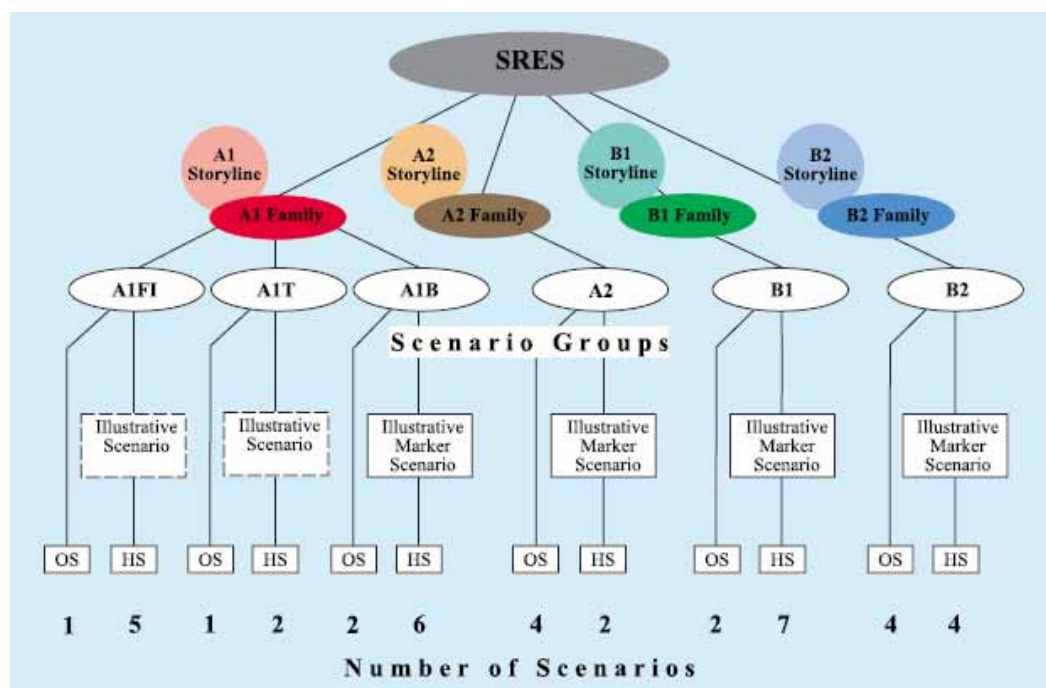 SRES
A1
Storyline
A2
Storyline
B1
Storyline
B2
Storyline
A1 Family
A2 Family
B1 Family
B2 Family
A1FI
A1T
A1B
A2
B1
B2
Scenario Groups
Illustrative
Scenario
Illustrative
Scenario
Illustrative
Marker
Scenario
Illustrative
Marker
Scenario
Illustrative
Marker
Scenario
Illustrative
Marker
Scenario
OS HS OS HS OS HS OS HS OS HS OS HS
1 5 1 2 2 6 4 2 2 7 4 4
Number of Scenarios